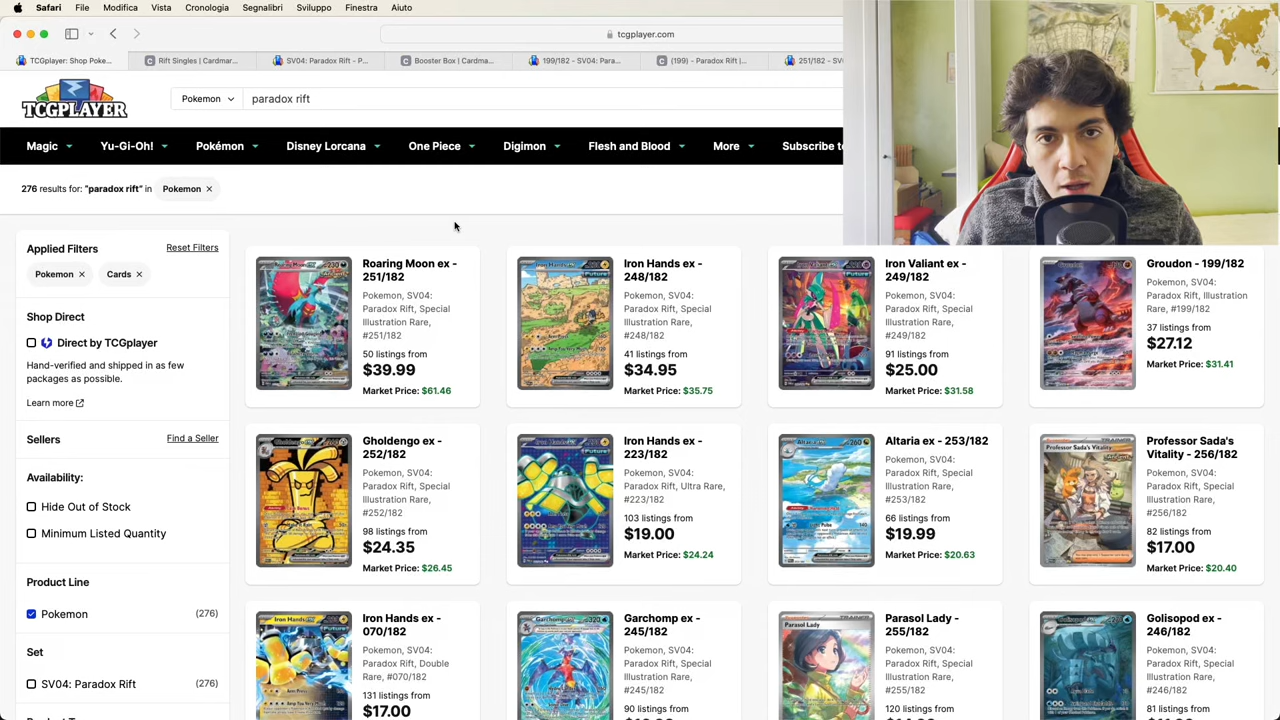 Safari File Modifica Vista Cronologia Segnalibri Sviluppo Finestra Aiuto
tcgplayer.com
TCGplayer: Shop Poke...
Rift Singles | Cardmar...
SV04: Paradox Rift - P...
Booster Box | Cardma...
199/182 - SV04: Para...
(199) - Paradox Rift |...
251/182 - SV
TCGPLAYER
Pokemon
paradox rift
Magic Yu-Gi-Oh! Pokémon Disney Lor One Piece Digimon Flesh and Blood More Subscribe to
276 results for: "paradox rift" in Pokemon
Applied Filters
Reset Filters
Pokemon
Cards
Shop Direct
Direct by TCGplayer
Hand-verified and shipped in as few
packages as possible.
Learn more
Sellers
Find a Seller
Availability:
Hide Out of Stock
Minimum Listed Quantity
Product Line
Pokemon (276)
Set
SV04: Paradox Rift (276)
Roaring Moon ex -
251/182
Pokemon, SV04:
Paradox Rift, Special
Illustration Rare,
#251/182
50 listings from
$59.99
Market Price: $61.46
Iron Hands ex -
248/182
Pokemon, SV04:
Paradox Rift, Special
Illustration Rare,
#248/182
41 listings from
$34.95
Market Price: $35.75
Iron Valiant ex -
249/182
Pokemon, SV04:
Paradox Rift, Special
Illustration Rare,
#249/182
91 listings from
$25.00
Market Price: $31.58
Groudon - 199/182
Pokemon, SV04:
Paradox Rift, Illustration
Rare, #199/182
37 listings from
$27.12
Market Price: $31.41
Gholdengo ex -
252/182
Pokemon, SV04:
Paradox Rift, Special
Illustration Rare,
#252/182
98 listings from
$24.35
Market Price: $26.45
Iron Hands ex -
223/182
Pokemon, SV04:
Paradox Rift, Ultra Rare,
#223/182
103 listings from
$19.00
Market Price: $24.24
Altaria ex - 253/182
Pokemon, SV04:
Paradox Rift, Special
Illustration Rare,
#253/182
66 listings from
$19.99
Market Price: $20.63
Professor Sada's
Vitality - 256/182
Pokemon, SV04:
Paradox Rift, Special
Illustration Rare,
#256/182
82 listings from
$17.00
Market Price: $20.40
Iron Hands ex -
070/182
Pokemon, SV04:
Paradox Rift, Double
Rare, #070/182
131 listings from
Garchomp ex -
245/182
Pokemon, SV04:
Paradox Rift, Special
Illustration Rare,
#245/182
listings from
Parasol Lady -
255/182
Pokemon, SV04:
Paradox Rift, Special
Illustration Rare,
#255/182
120 listings from
Golisopod ex -
246/182
Pokemon, SV04:
Paradox Rift, Special
Illustration Rare,
#246/182
81 listings from